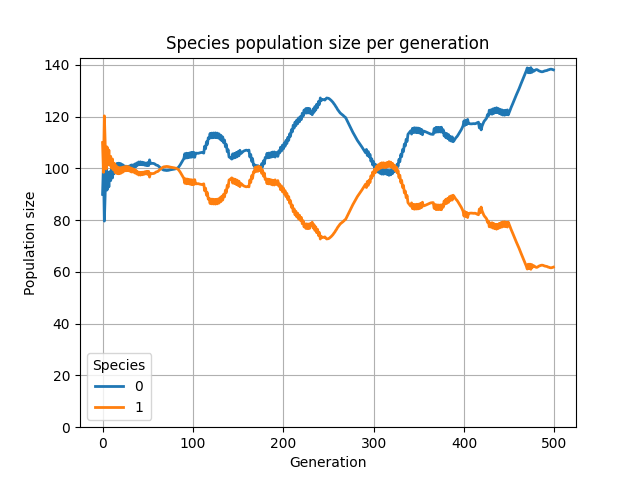 Species population size per generation
Population size
140
120
100
80
60
40
20
0
Species
0
1
0 100 200 300 400 500
Generation